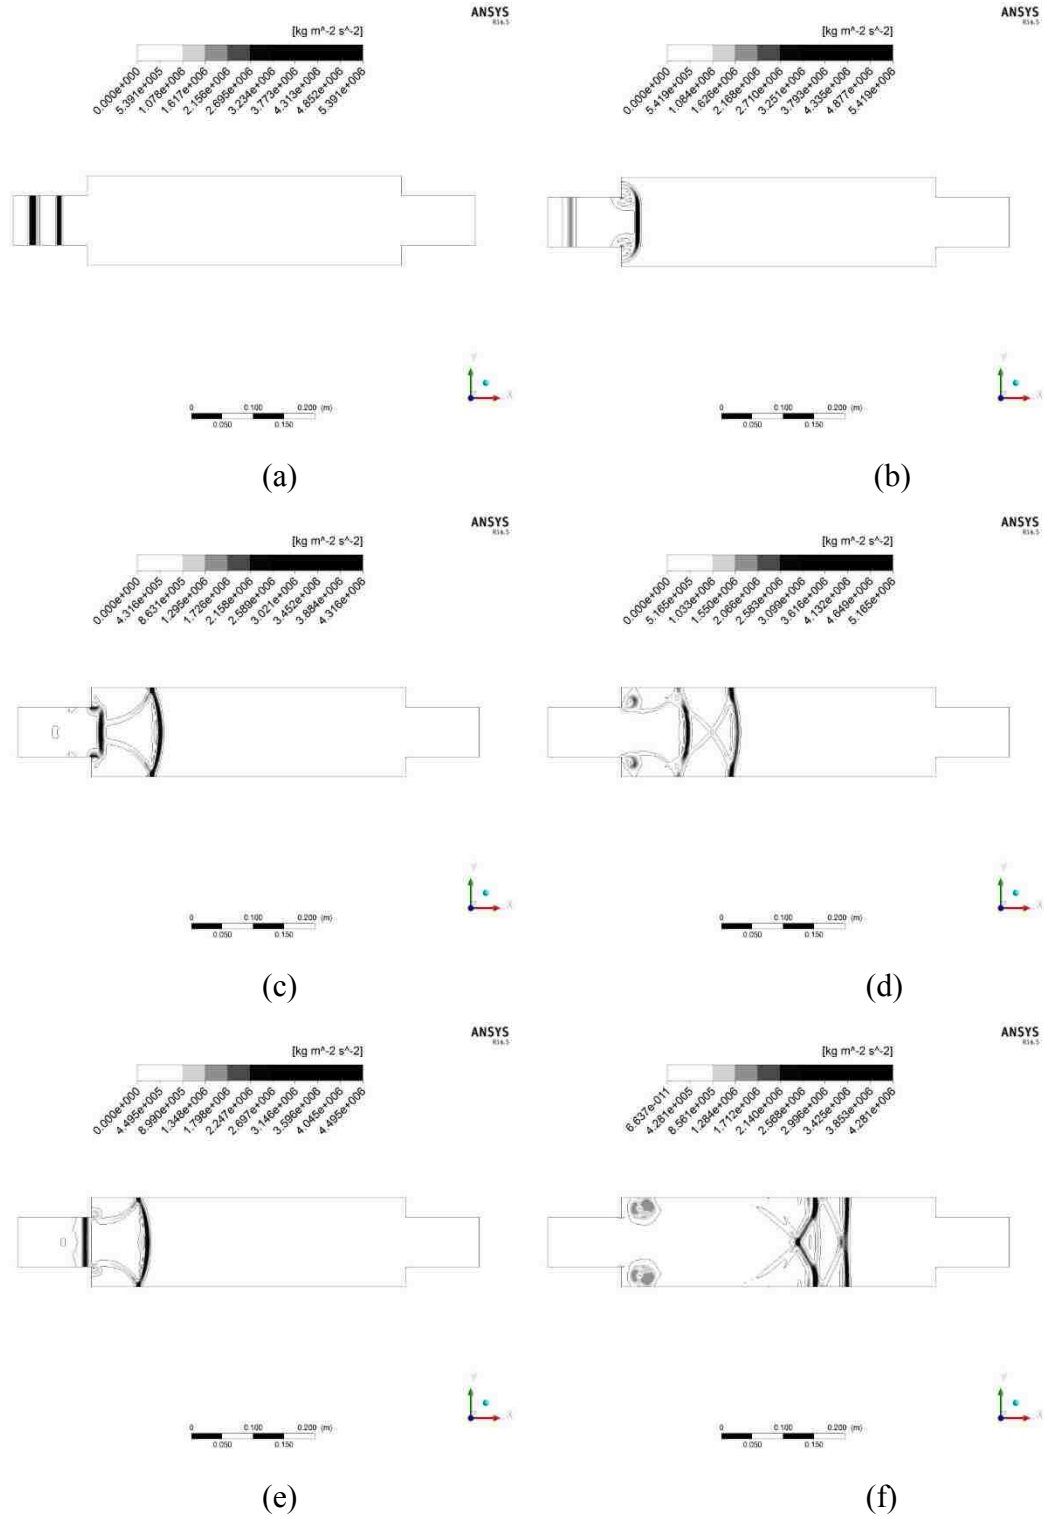 ANSYS
R16.5
[kg m^-2 s^-2]
0.000e+000
5.391e+005
1.078e+006
1.617e+006
2.156e+006
2.695e+006
3.234e+006
3.773e+006
4.313e+006
4.852e+006
5.391e+006
Y
X
0 0.100 0.200 (m)
0.050 0.150
(a)
ANSYS
R16.5
[kg m^-2 s^-2]
0.000e+000
5.419e+005
1.084e+006
1.626e+006
2.168e+006
2.710e+006
3.251e+006
3.793e+006
4.335e+006
4.877e+006
5.419e+006
Y
X
0 0.100 0.200 (m)
0.050 0.150
(b)
ANSYS
R16.5
[kg m^-2 s^-2]
0.000e+000
4.316e+005
8.631e+005
1.295e+006
1.726e+006
2.158e+006
2.589e+006
3.021e+006
3.452e+006
3.884e+006
4.316e+006
Y
X
0 0.100 0.200 (m)
0.050 0.150
(c)
ANSYS
R16.5
[kg m^-2 s^-2]
0.000e+000
5.165e+005
1.033e+006
1.550e+006
2.066e+006
2.583e+006
3.099e+006
3.616e+006
4.132e+006
4.649e+006
5.165e+006
Y
X
0 0.100 0.200 (m)
0.050 0.150
(d)
ANSYS
R16.5
[kg m^-2 s^-2]
0.000e+000
4.495e+005
8.990e+005
1.348e+006
1.798e+006
2.247e+006
2.697e+006
3.146e+006
3.596e+006
4.045e+006
4.495e+006
Y
X
0 0.100 0.200 (m)
0.050 0.150
(e)
ANSYS
R16.5
[kg m^-2 s^-2]
6.637e-011
4.281e+005
8.561e+005
1.284e+006
1.712e+006
2.140e+006
2.568e+006
2.996e+006
3.425e+006
3.853e+006
4.281e+006
Y
X
0 0.100 0.200 (m)
0.050 0.150
(f)